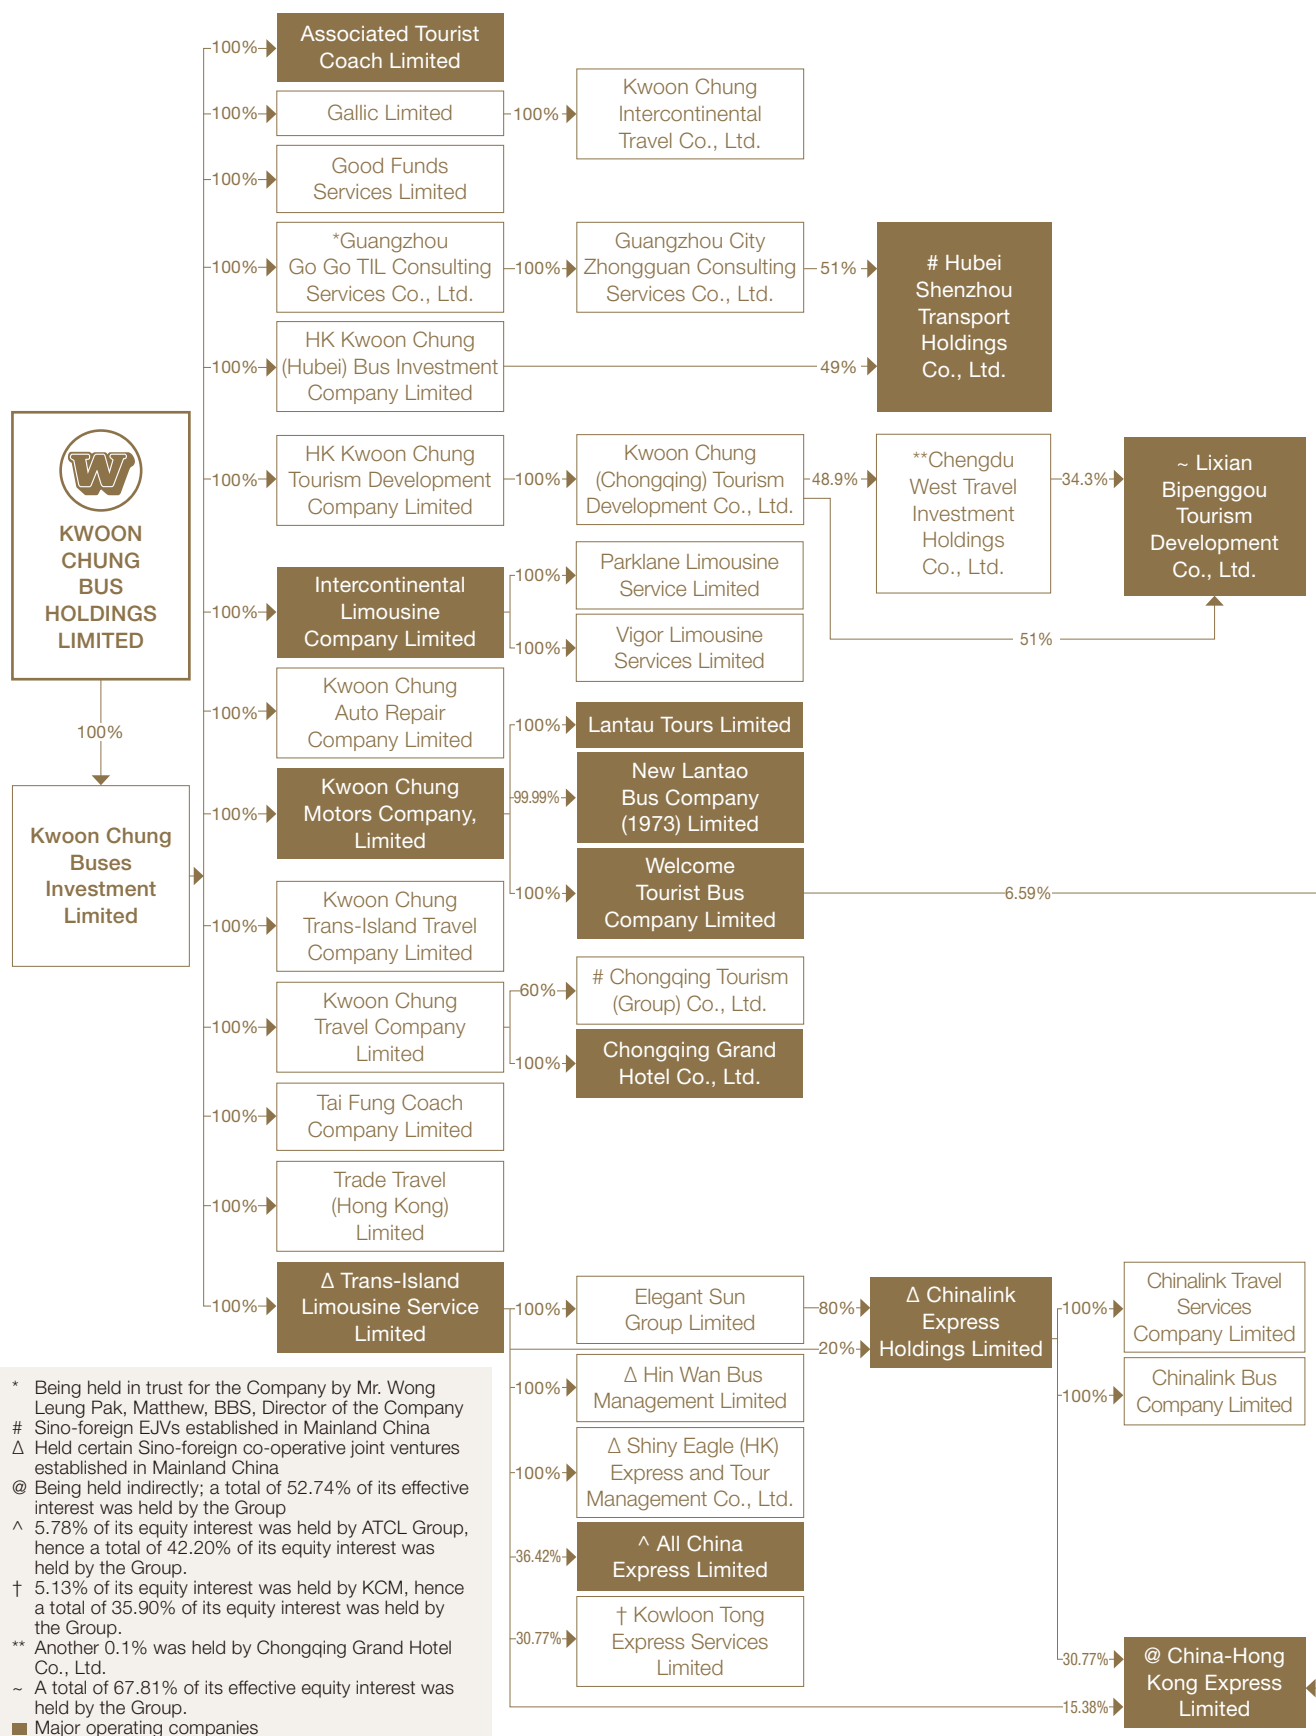 W
KWOON
CHUNG
BUS
HOLDINGS
LIMITED
100%
Kwoon Chung
Buses
Investment
Limited
100%
Associated Tourist
Coach Limited
100%
Gallic Limited
100%
Kwoon Chung
Intercontinental
Travel Co., Ltd.
100%
Good Funds
Services Limited
100%
*Guangzhou
Go Go TIL Consulting
Services Co., Ltd.
100%
Guangzhou City
Zhongguan Consulting
Services Co., Ltd.
51%
# Hubei
Shenzhou
Transport
Holdings
Co., Ltd.
100%
HK Kwoon Chung
(Hubei) Bus Investment
Company Limited
49%
100%
HK Kwoon Chung
Tourism Development
Company Limited
100%
Kwoon Chung
(Chongqing) Tourism
Development Co., Ltd.
48.9%
**Chengdu
West Travel
Investment
Holdings
Co., Ltd.
34.3%
~ Lixian
Bipenggou
Tourism
Development
Co., Ltd.
51%
100%
Intercontinental
Limousine
Company Limited
100%
Parklane Limousine
Service Limited
100%
Vigor Limousine
Services Limited
100%
Kwoon Chung
Auto Repair
Company Limited
100%
Kwoon Chung
Motors Company,
Limited
100%
Lantau Tours Limited
99.99%
New Lantao
Bus Company
(1973) Limited
100%
Welcome
Tourist Bus
Company Limited
6.59%
100%
Kwoon Chung
Trans-Island Travel
Company Limited
100%
Kwoon Chung
Travel Company
Limited
60%
# Chongqing Tourism
(Group) Co., Ltd.
100%
Chongqing Grand
Hotel Co., Ltd.
100%
Tai Fung Coach
Company Limited
100%
Trade Travel
(Hong Kong)
Limited
100%
Δ Trans-Island
Limousine Service
Limited
100%
Elegant Sun
Group Limited
80%
20%
Δ Chinalink
Express
Holdings Limited
100%
Chinalink Travel
Services
Company Limited
100%
Chinalink Bus
Company Limited
100%
Δ Hin Wan Bus
Management Limited
100%
Δ Shiny Eagle (HK)
Express and Tour
Management Co., Ltd.
36.42%
^ All China
Express Limited
30.77%
† Kowloon Tong
Express Services
Limited
30.77%
15.38%
@ China-Hong
Kong Express
Limited
* Being held in trust for the Company by Mr. Wong
Leung Pak, Matthew, BBS, Director of the Company
# Sino-foreign EJVs established in Mainland China
Δ Held certain Sino-foreign co-operative joint ventures
established in Mainland China
@ Being held indirectly; a total of 52.74% of its effective
interest was held by the Group
^ 5.78% of its equity interest was held by ATCL Group,
hence a total of 42.20% of its equity interest was
held by the Group.
† 5.13% of its equity interest was held by KCM, hence
a total of 35.90% of its equity interest was held by
the Group.
** Another 0.1% was held by Chongqing Grand Hotel
Co., Ltd.
~ A total of 67.81% of its effective equity interest was
held by the Group.
Major operating companies